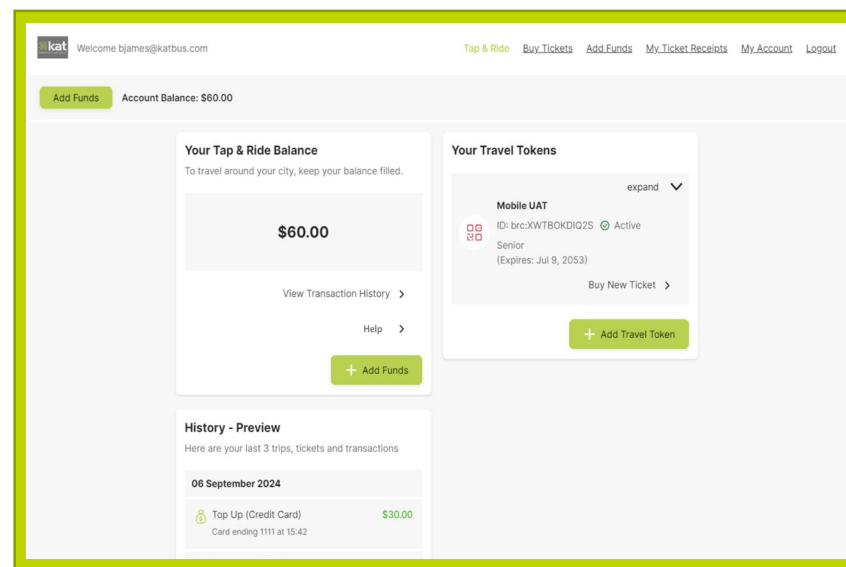 kat
Welcome bjames@katbus.com
Tap & Ride
Buy Tickets
Add Funds
My Ticket Receipts
My Account
Logout
Add Funds
Account Balance: $60.00
Your Tap & Ride Balance
To travel around your city, keep your balance filled.
$60.00
View Transaction History
Help
Add Funds
Your Travel Tokens
expand
Mobile UAT
ID: brc:XWTBOKDIQ2S Active
Senior
(Expires: Jul 9, 2053)
Buy New Ticket
Add Travel Token
History - Preview
Here are your last 3 trips, tickets and transactions
06 September 2024
Top Up (Credit Card) $30.00
Card ending 1111 at 15:42